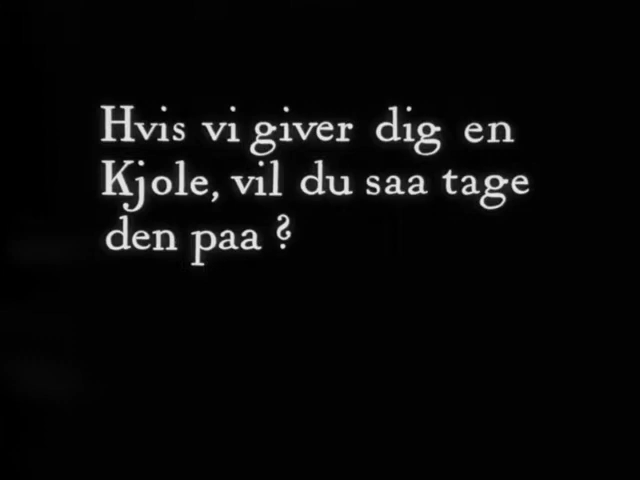 Hvis vi giver dig en
Kjole, vil du saa tage
den paa ?